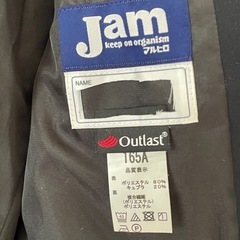 Jam
keep on organism
マルヒロ
NAME
Outlast
165A
品質表示
ポリエステル 80%
キュプラ 20%
ポリエステル